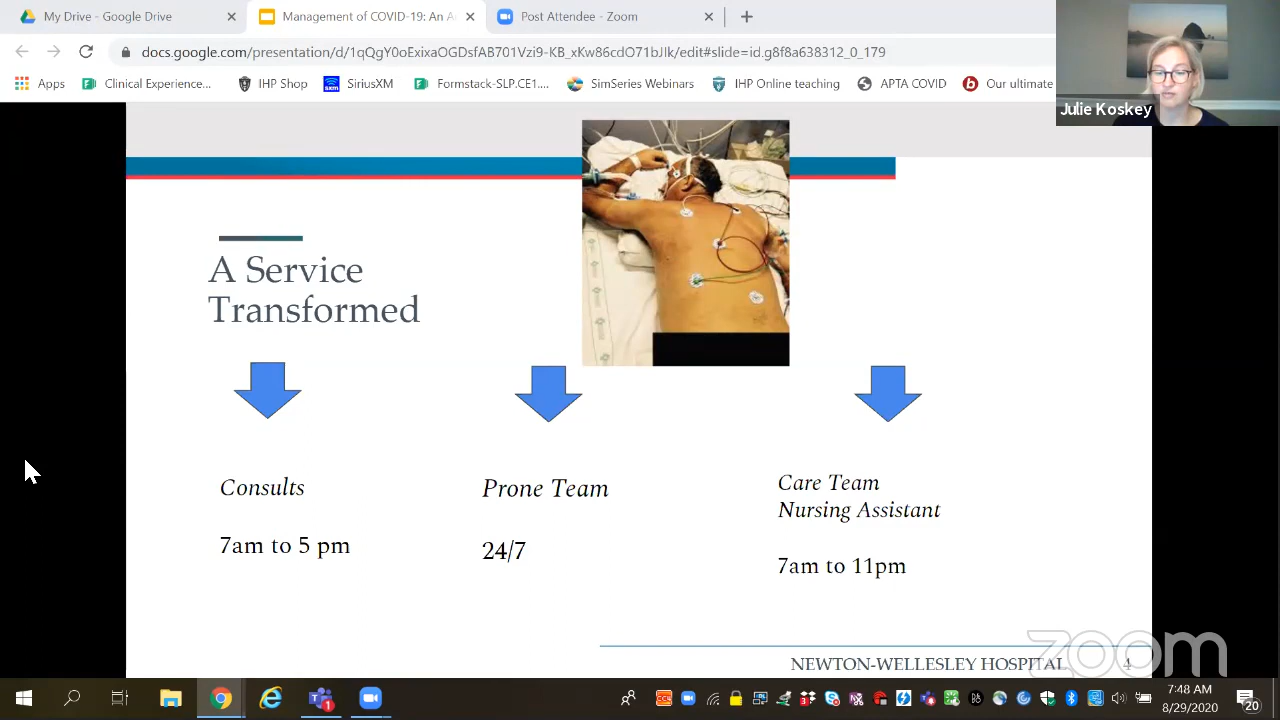 My Drive - Google Drive
Management of COVID-19: An A
Post Attendee - Zoom
docs.google.com/presentation/d/1qQgY0oExixaOGDsfAB701Vzi9-KB_xKw86cdO71bJIk/edit#slide=id.g8f8a638312_0_179
Apps
Clinical Experience...
IHP Shop
SiriusXM
Formstack-SLP.CE1....
SimSeries Webinars
IHP Online teaching
APTA COVID
Our ultimate
Julie Koskey
A Service
Transformed
Consults
7am to 5 pm
Prone Team
24/7
Care Team
Nursing Assistant
7am to 11pm
NEWTON-WELLESLEY HOSPITAL 4
zoom
7:48 AM
8/29/2020
20
1